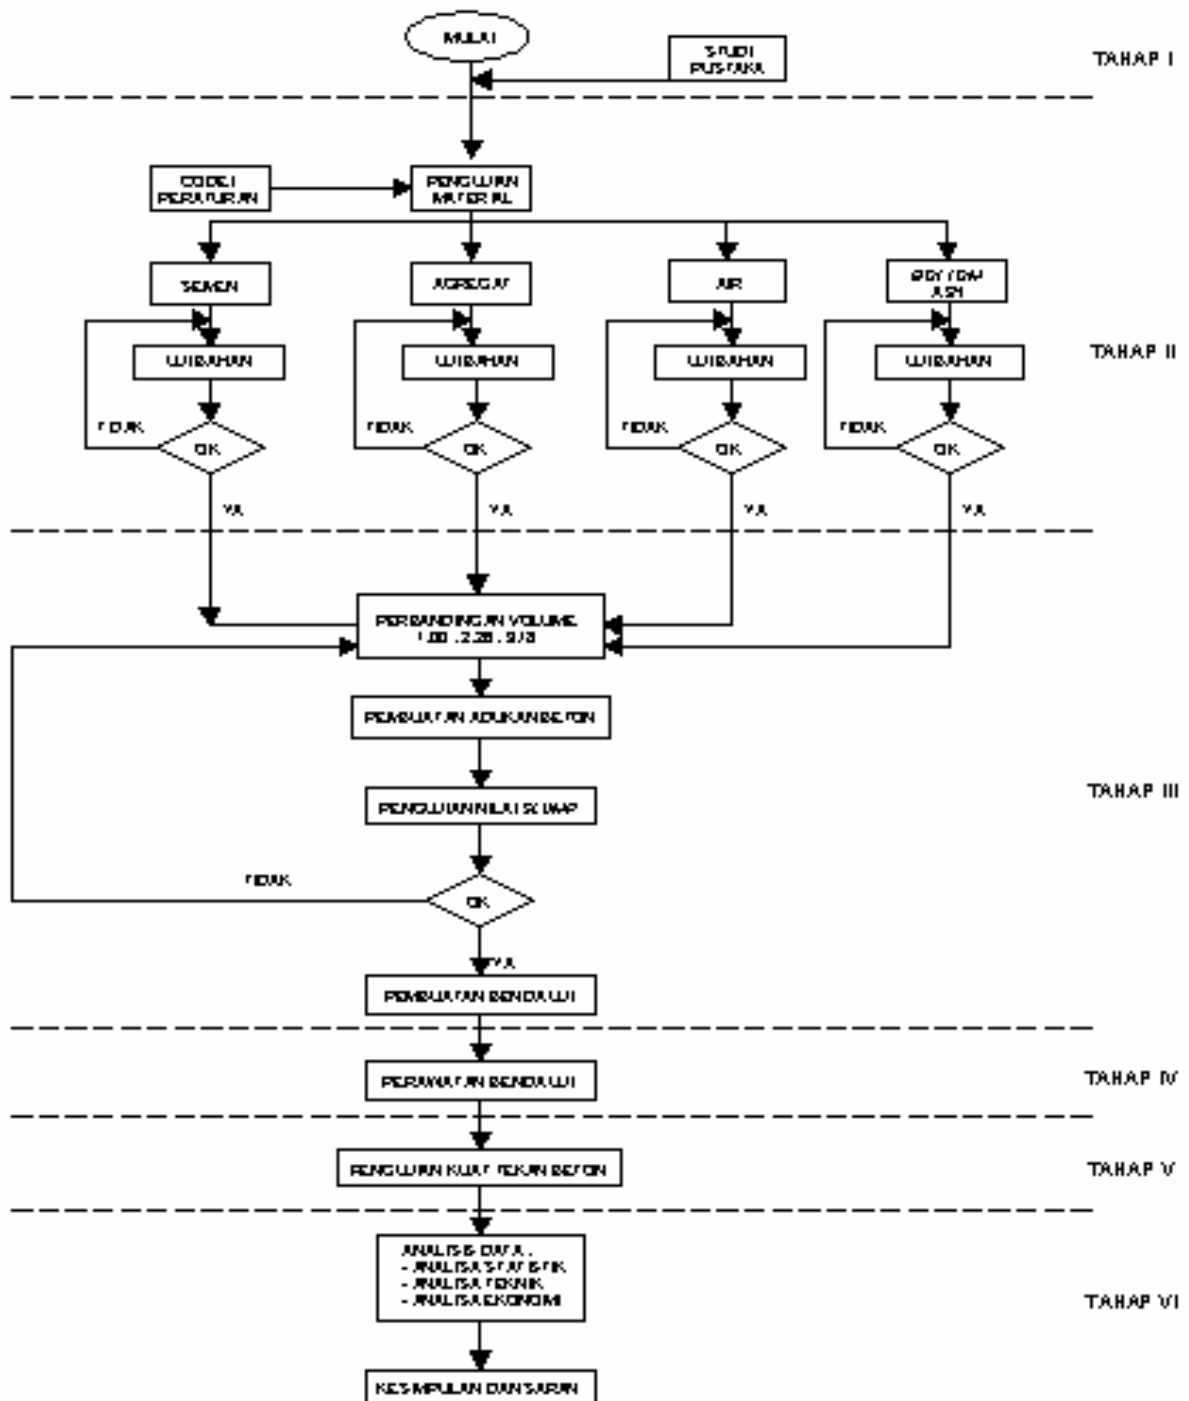 MULAI
STUDI
PUSTAKA
TAHAP I
PERATURAN
PENGUJIAN
MATERIAL
SEMEN
AGREGAT
AIR
BOTTOM
ASH
UJI BAHAN
UJI BAHAN
UJI BAHAN
UJI BAHAN
TAHAP II
TIDAK
TIDAK
TIDAK
TIDAK
OK
OK
OK
OK
YA
YA
YA
YA
PERBANDINGAN VOLUME
PEMBUATAN ADUKAN BETON
PENGUJIAN NILAI SLUMP
TAHAP III
TIDAK
OK
YA
PEMBUATAN BENDA UJI
PERAWATAN BENDA UJI
TAHAP IV
PENGUJIAN KUAT TEKAN BETON
TAHAP V
ANALISIS DATA :
- ANALISA STATISTIK
- ANALISA TEKNIK
- ANALISA EKONOMI
TAHAP VI
KESIMPULAN DAN SARAN